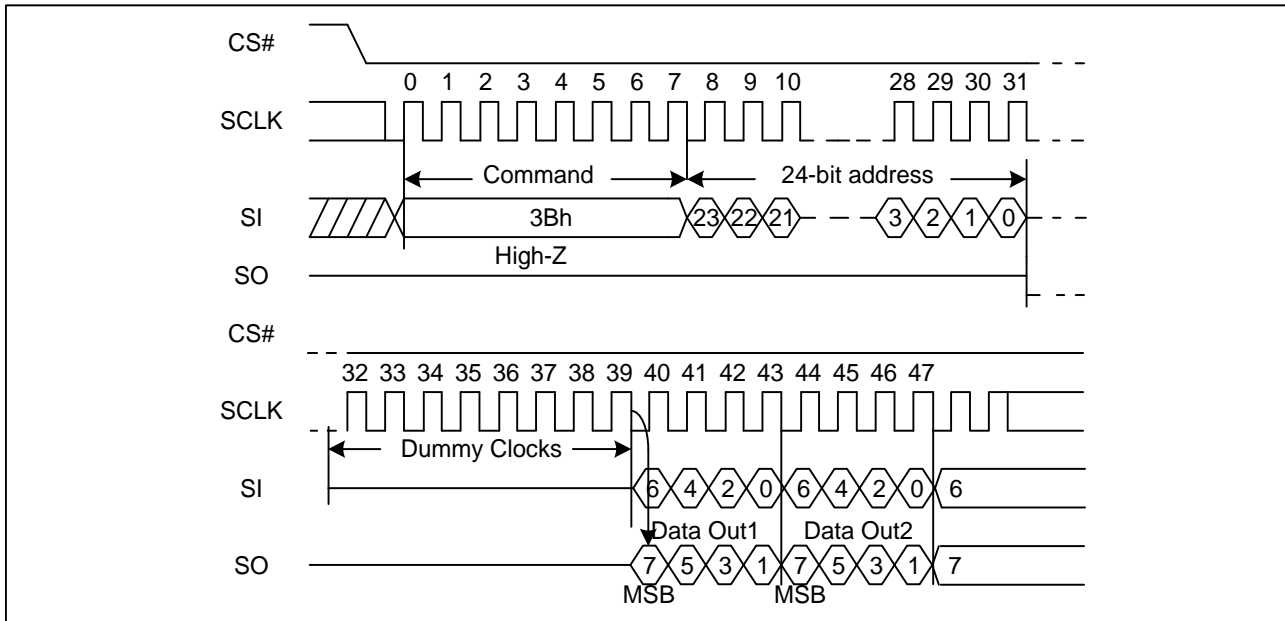 CS#
0 1 2 3 4 5 6 7 8 9 10 28 29 30 31
SCLK
Command 24-bit address
SI 3Bh 23 22 21 3 2 1 0
High-Z
SO
CS#
32 33 34 35 36 37 38 39 40 41 42 43 44 45 46 47
SCLK
Dummy Clocks
SI 6 4 2 0 6 4 2 0 6
Data Out1 Data Out2
SO 7 5 3 1 7 5 3 1 7
MSB MSB